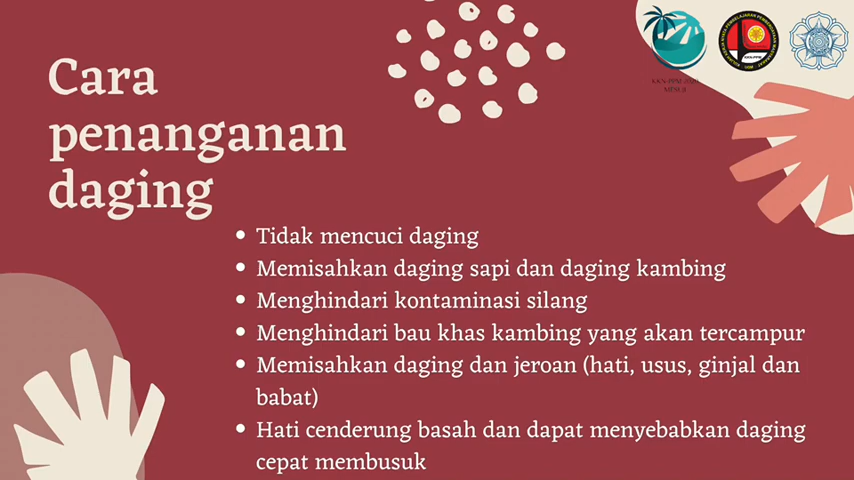 Cara
penanganan
daging
• Tidak mencuci daging
• Memisahkan daging sapi dan daging kambing
• Menghindari kontaminasi silang
• Menghindari bau khas kambing yang akan tercampur
• Memisahkan daging dan jeroan (hati, usus, ginjal dan
babat)
• Hati cenderung basah dan dapat menyebabkan daging
cepat membusuk